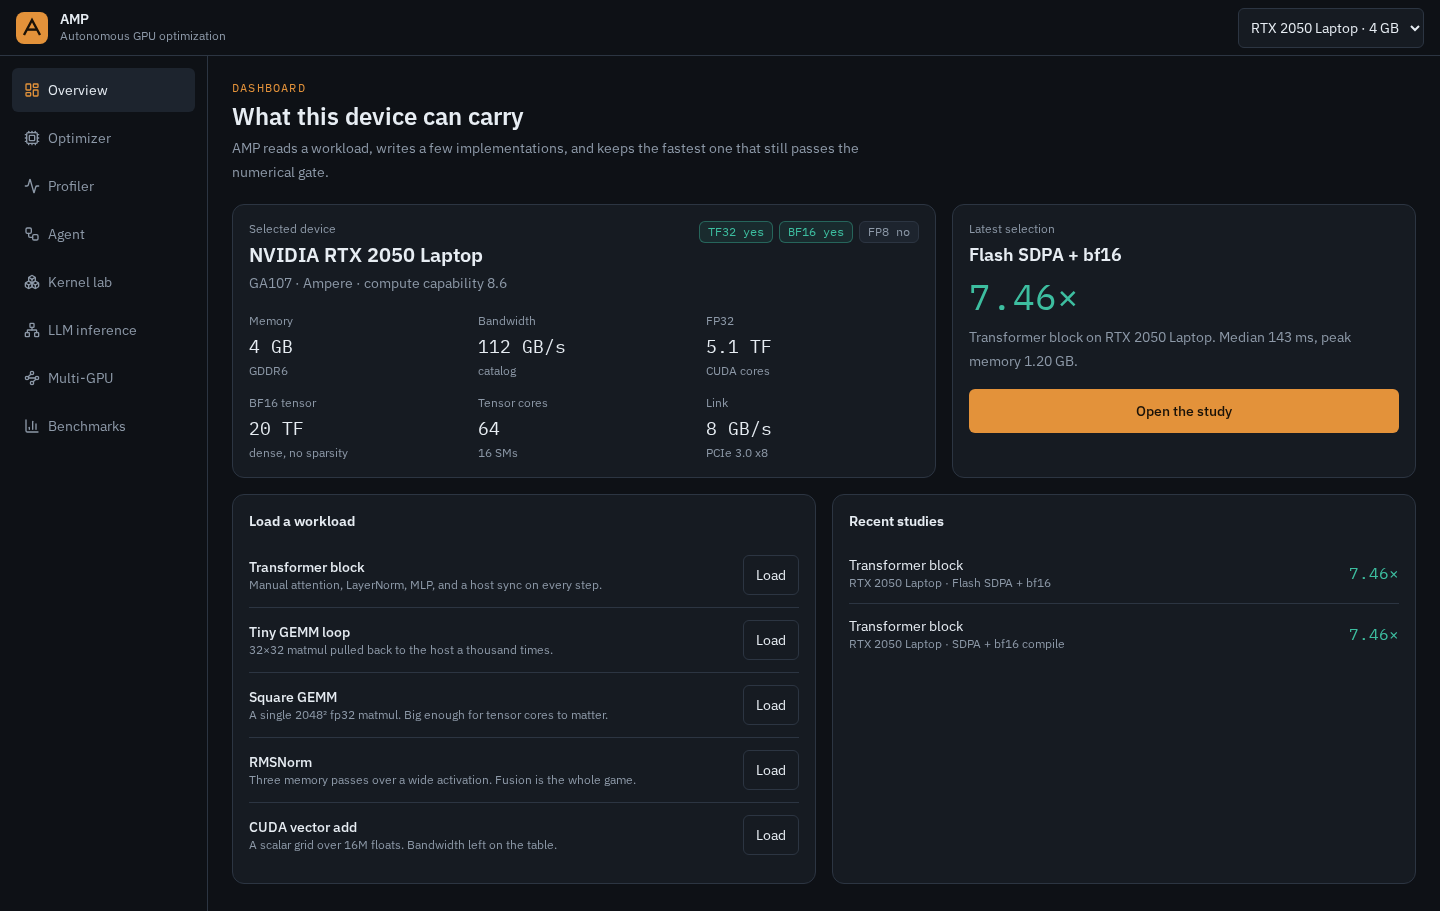 AMP
Autonomous GPU optimization
RTX 2050 Laptop · 4 GB
Overview
Optimizer
Profiler
Agent
Kernel lab
LLM inference
Multi-GPU
Benchmarks
DASHBOARD
What this device can carry
AMP reads a workload, writes a few implementations, and keeps the fastest one that still passes the
numerical gate.
Selected device
TF32 yes
BF16 yes
FP8 no
NVIDIA RTX 2050 Laptop
GA107 · Ampere · compute capability 8.6
Memory
4 GB
GDDR6
Bandwidth
112 GB/s
catalog
FP32
5.1 TF
CUDA cores
BF16 tensor
20 TF
dense, no sparsity
Tensor cores
64
16 SMs
Link
8 GB/s
PCIe 3.0 x8
Latest selection
Flash SDPA + bf16
7.46×
Transformer block on RTX 2050 Laptop. Median 143 ms, peak
memory 1.20 GB.
Open the study
Load a workload
Transformer block
Manual attention, LayerNorm, MLP, and a host sync on every step.
Load
Tiny GEMM loop
32×32 matmul pulled back to the host a thousand times.
Load
Square GEMM
A single 2048² fp32 matmul. Big enough for tensor cores to matter.
Load
RMSNorm
Three memory passes over a wide activation. Fusion is the whole game.
Load
CUDA vector add
A scalar grid over 16M floats. Bandwidth left on the table.
Load
Recent studies
Transformer block
RTX 2050 Laptop · Flash SDPA + bf16
7.46×
Transformer block
RTX 2050 Laptop · SDPA + bf16 compile
7.46×